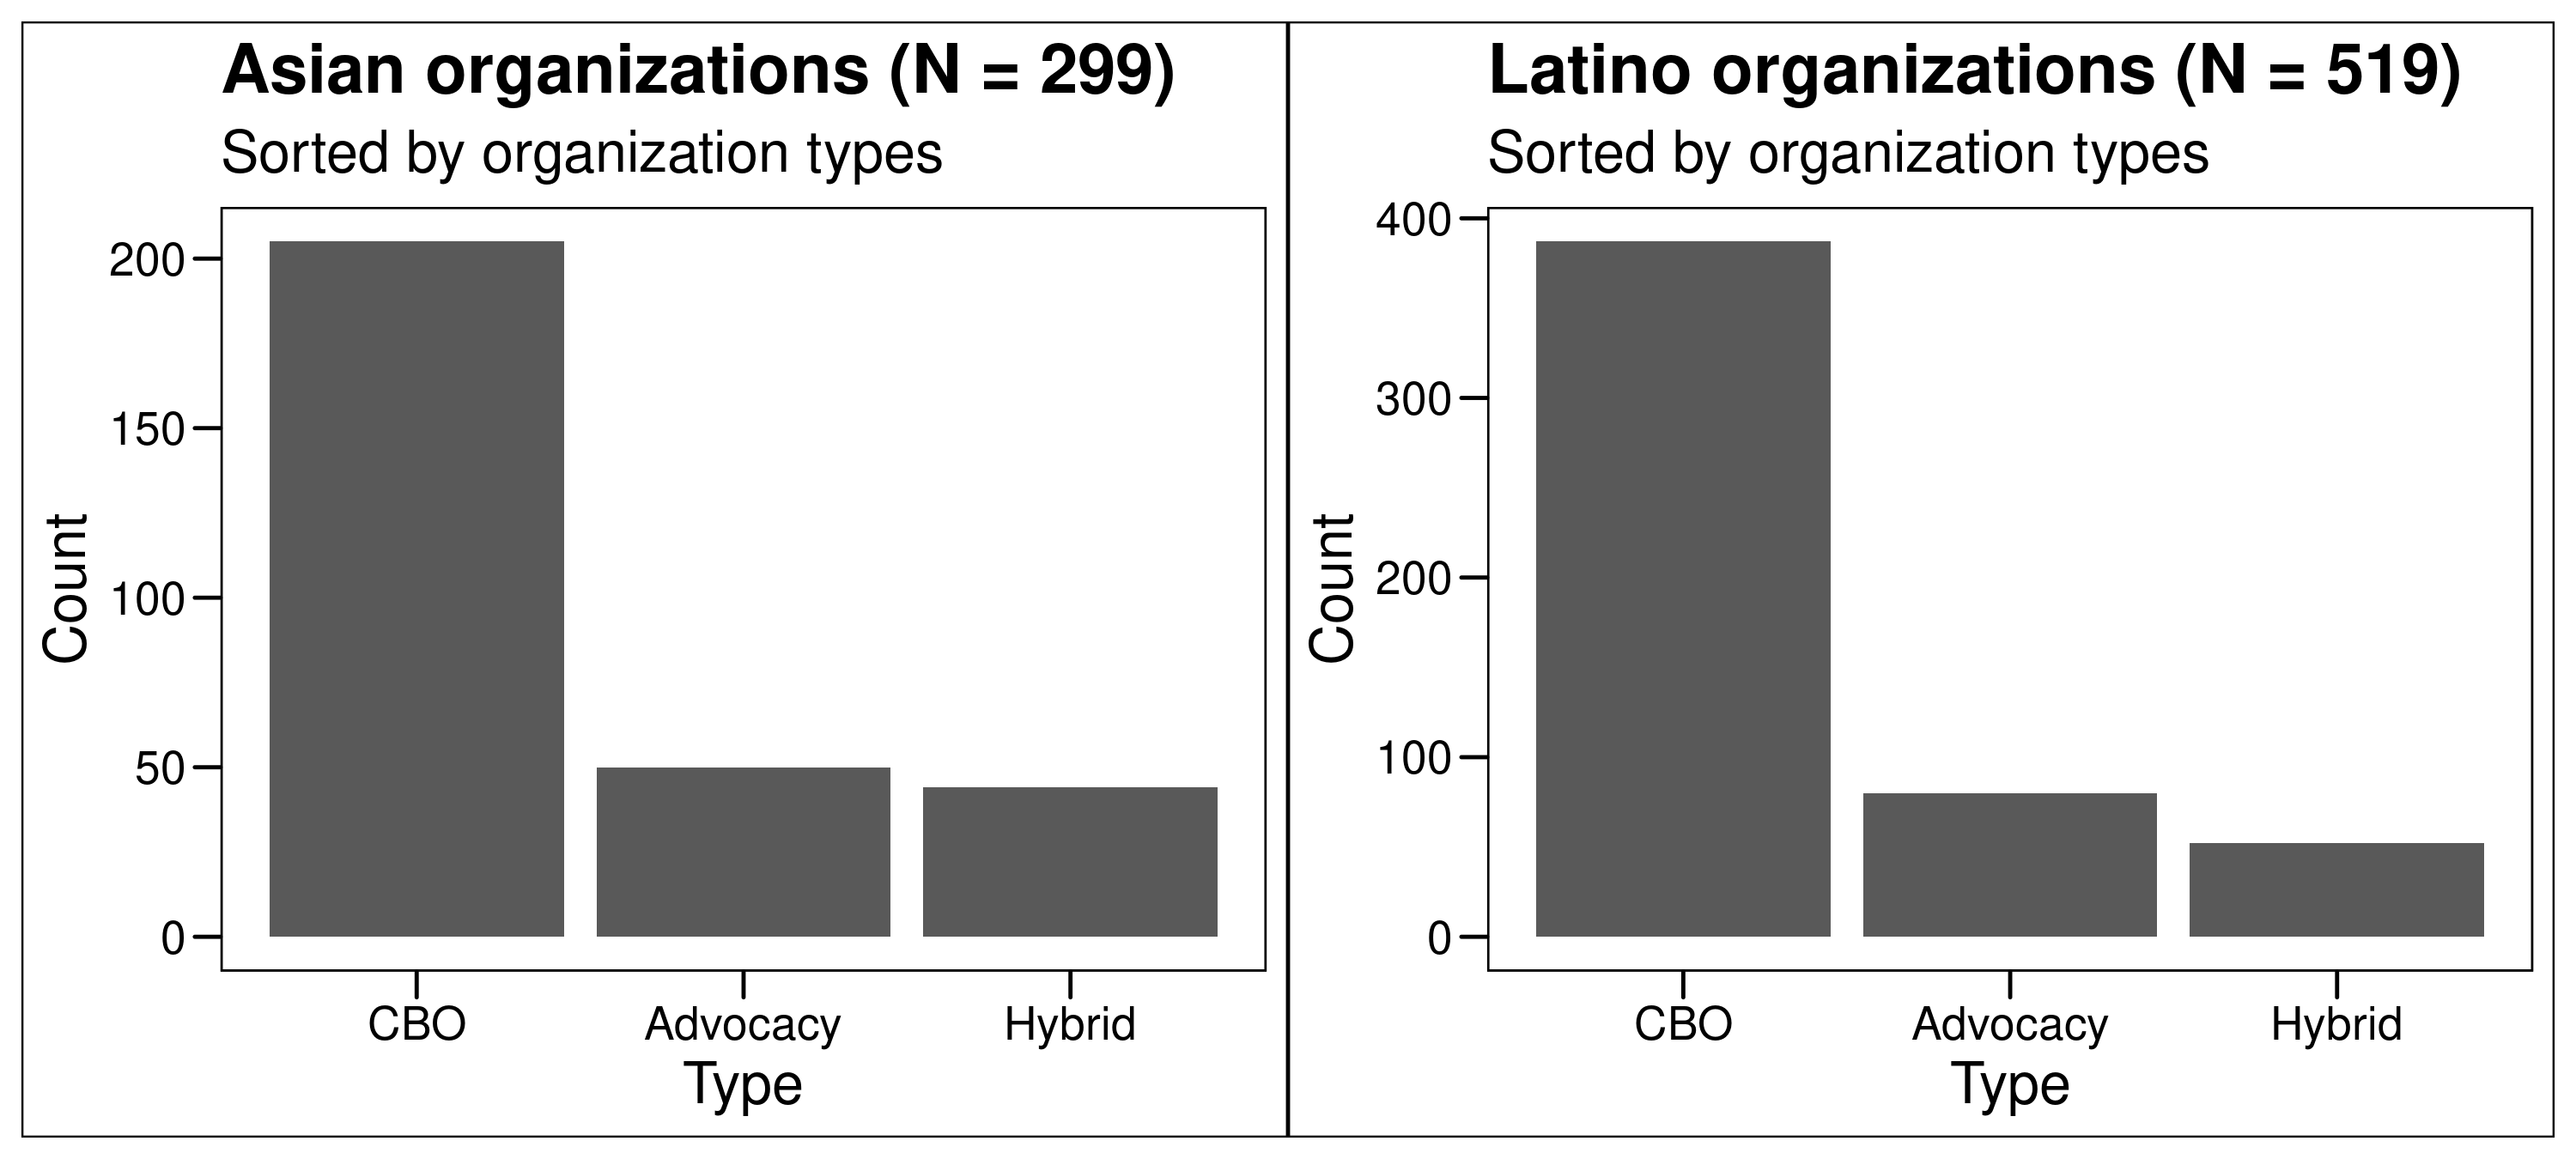 Asian organizations (N = 299)
Sorted by organization types
Count
200
150
100
50
0
CBO Advocacy Hybrid
Type
Latino organizations (N = 519)
Sorted by organization types
Count
400
300
200
100
0
CBO Advocacy Hybrid
Type